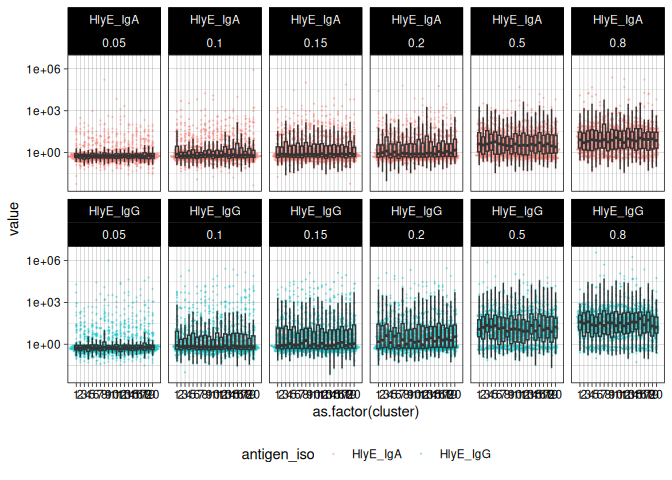 HlyE_IgA HlyE_IgA HlyE_IgA HlyE_IgA HlyE_IgA HlyE_IgA
0.05 0.1 0.15 0.2 0.5 0.8
1e+06
1e+03
1e+00
value
HlyE_IgG HlyE_IgG HlyE_IgG HlyE_IgG HlyE_IgG HlyE_IgG
0.05 0.1 0.15 0.2 0.5 0.8
1e+06
1e+03
1e+00
as.factor(cluster)
antigen_iso HlyE_IgA HlyE_IgG